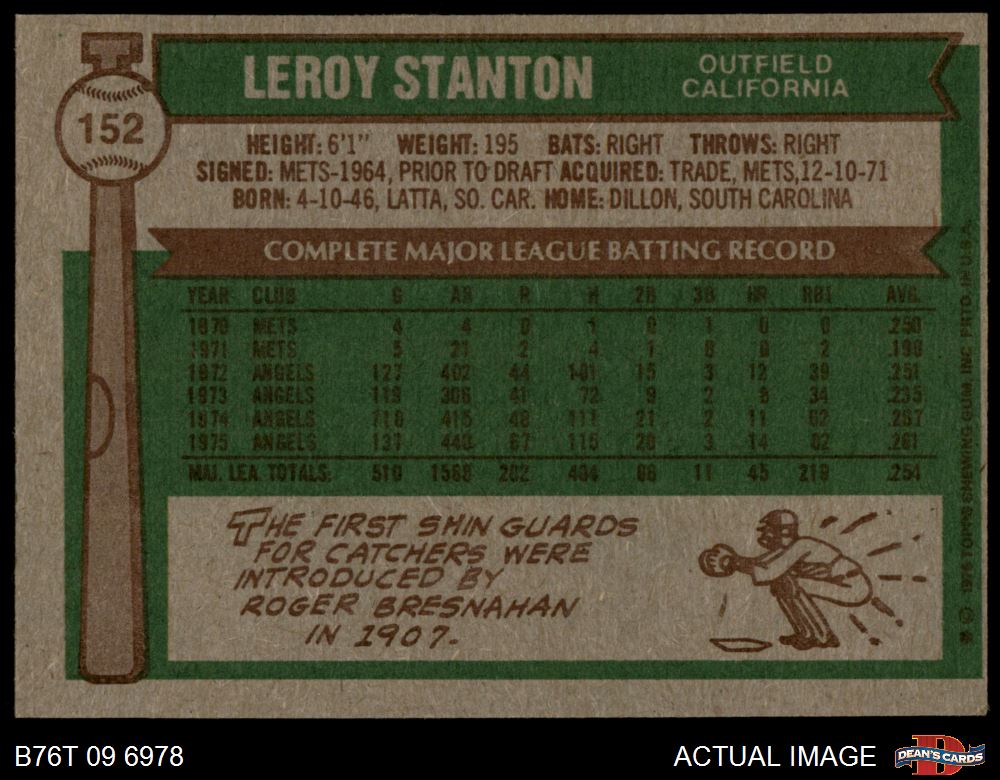 152
LEROY STANTON
OUTFIELD
CALIFORNIA
HEIGHT: 6'1" WEIGHT: 195 BATS: RIGHT THROWS: RIGHT
SIGNED: METS-1964, PRIOR TO DRAFT ACQUIRED: TRADE, METS,12-10-71
BORN: 4-10-46, LATTA, SO. CAR. HOME: DILLON, SOUTH CAROLINA
COMPLETE MAJOR LEAGUE BATTING RECORD
YEAR CLUB G AB R H 2B 3B HR RBI AVG.
1970 METS 4 4 0 1 0 1 0 0 .250
1971 METS 5 21 2 4 1 0 0 2 .190
1972 ANGELS 127 402 44 101 15 3 12 39 .251
1973 ANGELS 119 306 41 72 9 2 8 34 .235
1974 ANGELS 118 415 48 111 21 2 11 62 .267
1975 ANGELS 137 440 67 115 20 3 14 82 .261
MAJ. LEA. TOTALS: 510 1588 202 404 66 11 45 219 .254
THE FIRST SHIN GUARDS
FOR CATCHERS WERE
INTRODUCED BY
ROGER BRESNAHAN
IN 1907.
* © 1976 TOPPS CHEWING GUM, INC. PRTD. IN U.S.A.
B76T 09 6978
ACTUAL IMAGE
DEAN'S CARDS